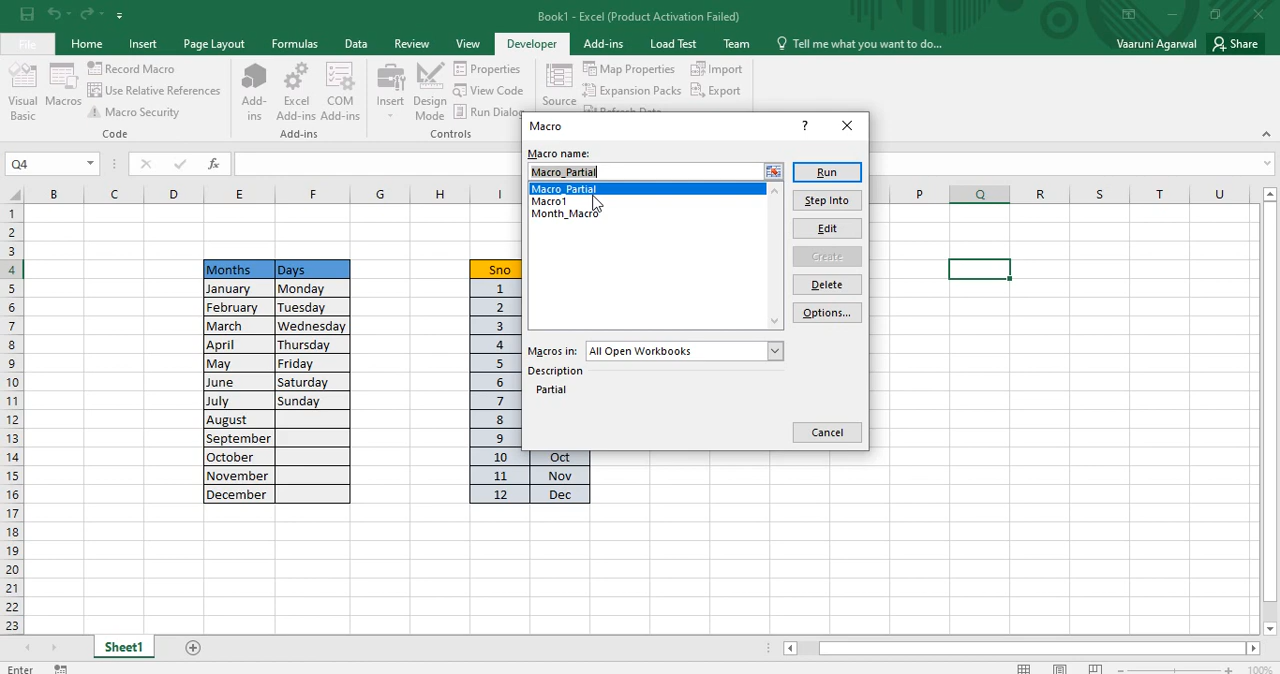 Book1 - Excel (Product Activation Failed)
File Home Insert Page Layout Formulas Data Review View Developer Add-ins Load Test Team Tell me what you want to do... Vaaruni Agarwal Share
Visual Basic
Macros
Record Macro
Use Relative References
Macro Security
Code
Add-ins
Excel Add-ins
COM Add-ins
Add-ins
Insert
Design Mode
Properties
View Code
Run Dialog
Controls
Source
Map Properties
Expansion Packs
Refresh Data
Import
Export
Q4
fx
B C D E F G H I P Q R S T U
1
2
3
4 Months Days Sno
5 January Monday 1
6 February Tuesday 2
7 March Wednesday 3
8 April Thursday 4
9 May Friday 5
10 June Saturday 6
11 July Sunday 7
12 August 8
13 September 9
14 October 10 Oct
15 November 11 Nov
16 December 12 Dec
17
18
19
20
21
22
23
Macro
?
Macro name:
Macro_Partial
Macro_Partial
Macro1
Month_Macro
Run
Step Into
Edit
Create
Delete
Options...
Macros in: All Open Workbooks
Description
Partial
Cancel
Sheet1
Enter
100%